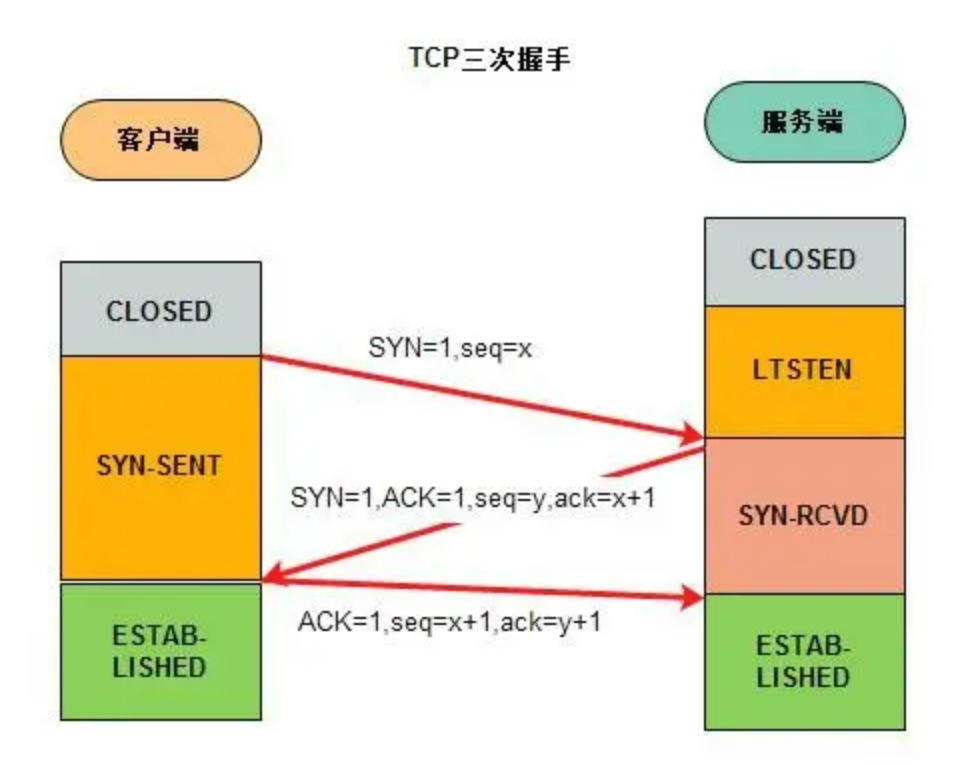 TCP三次握手
客户端
服务端
CLOSED
CLOSED
SYN=1,seq=x
LTSTEN
SYN-SENT
SYN=1,ACK=1,seq=y,ack=x+1
SYN-RCVD
ACK=1,seq=x+1,ack=y+1
ESTAB-
LISHED
ESTAB-
LISHED